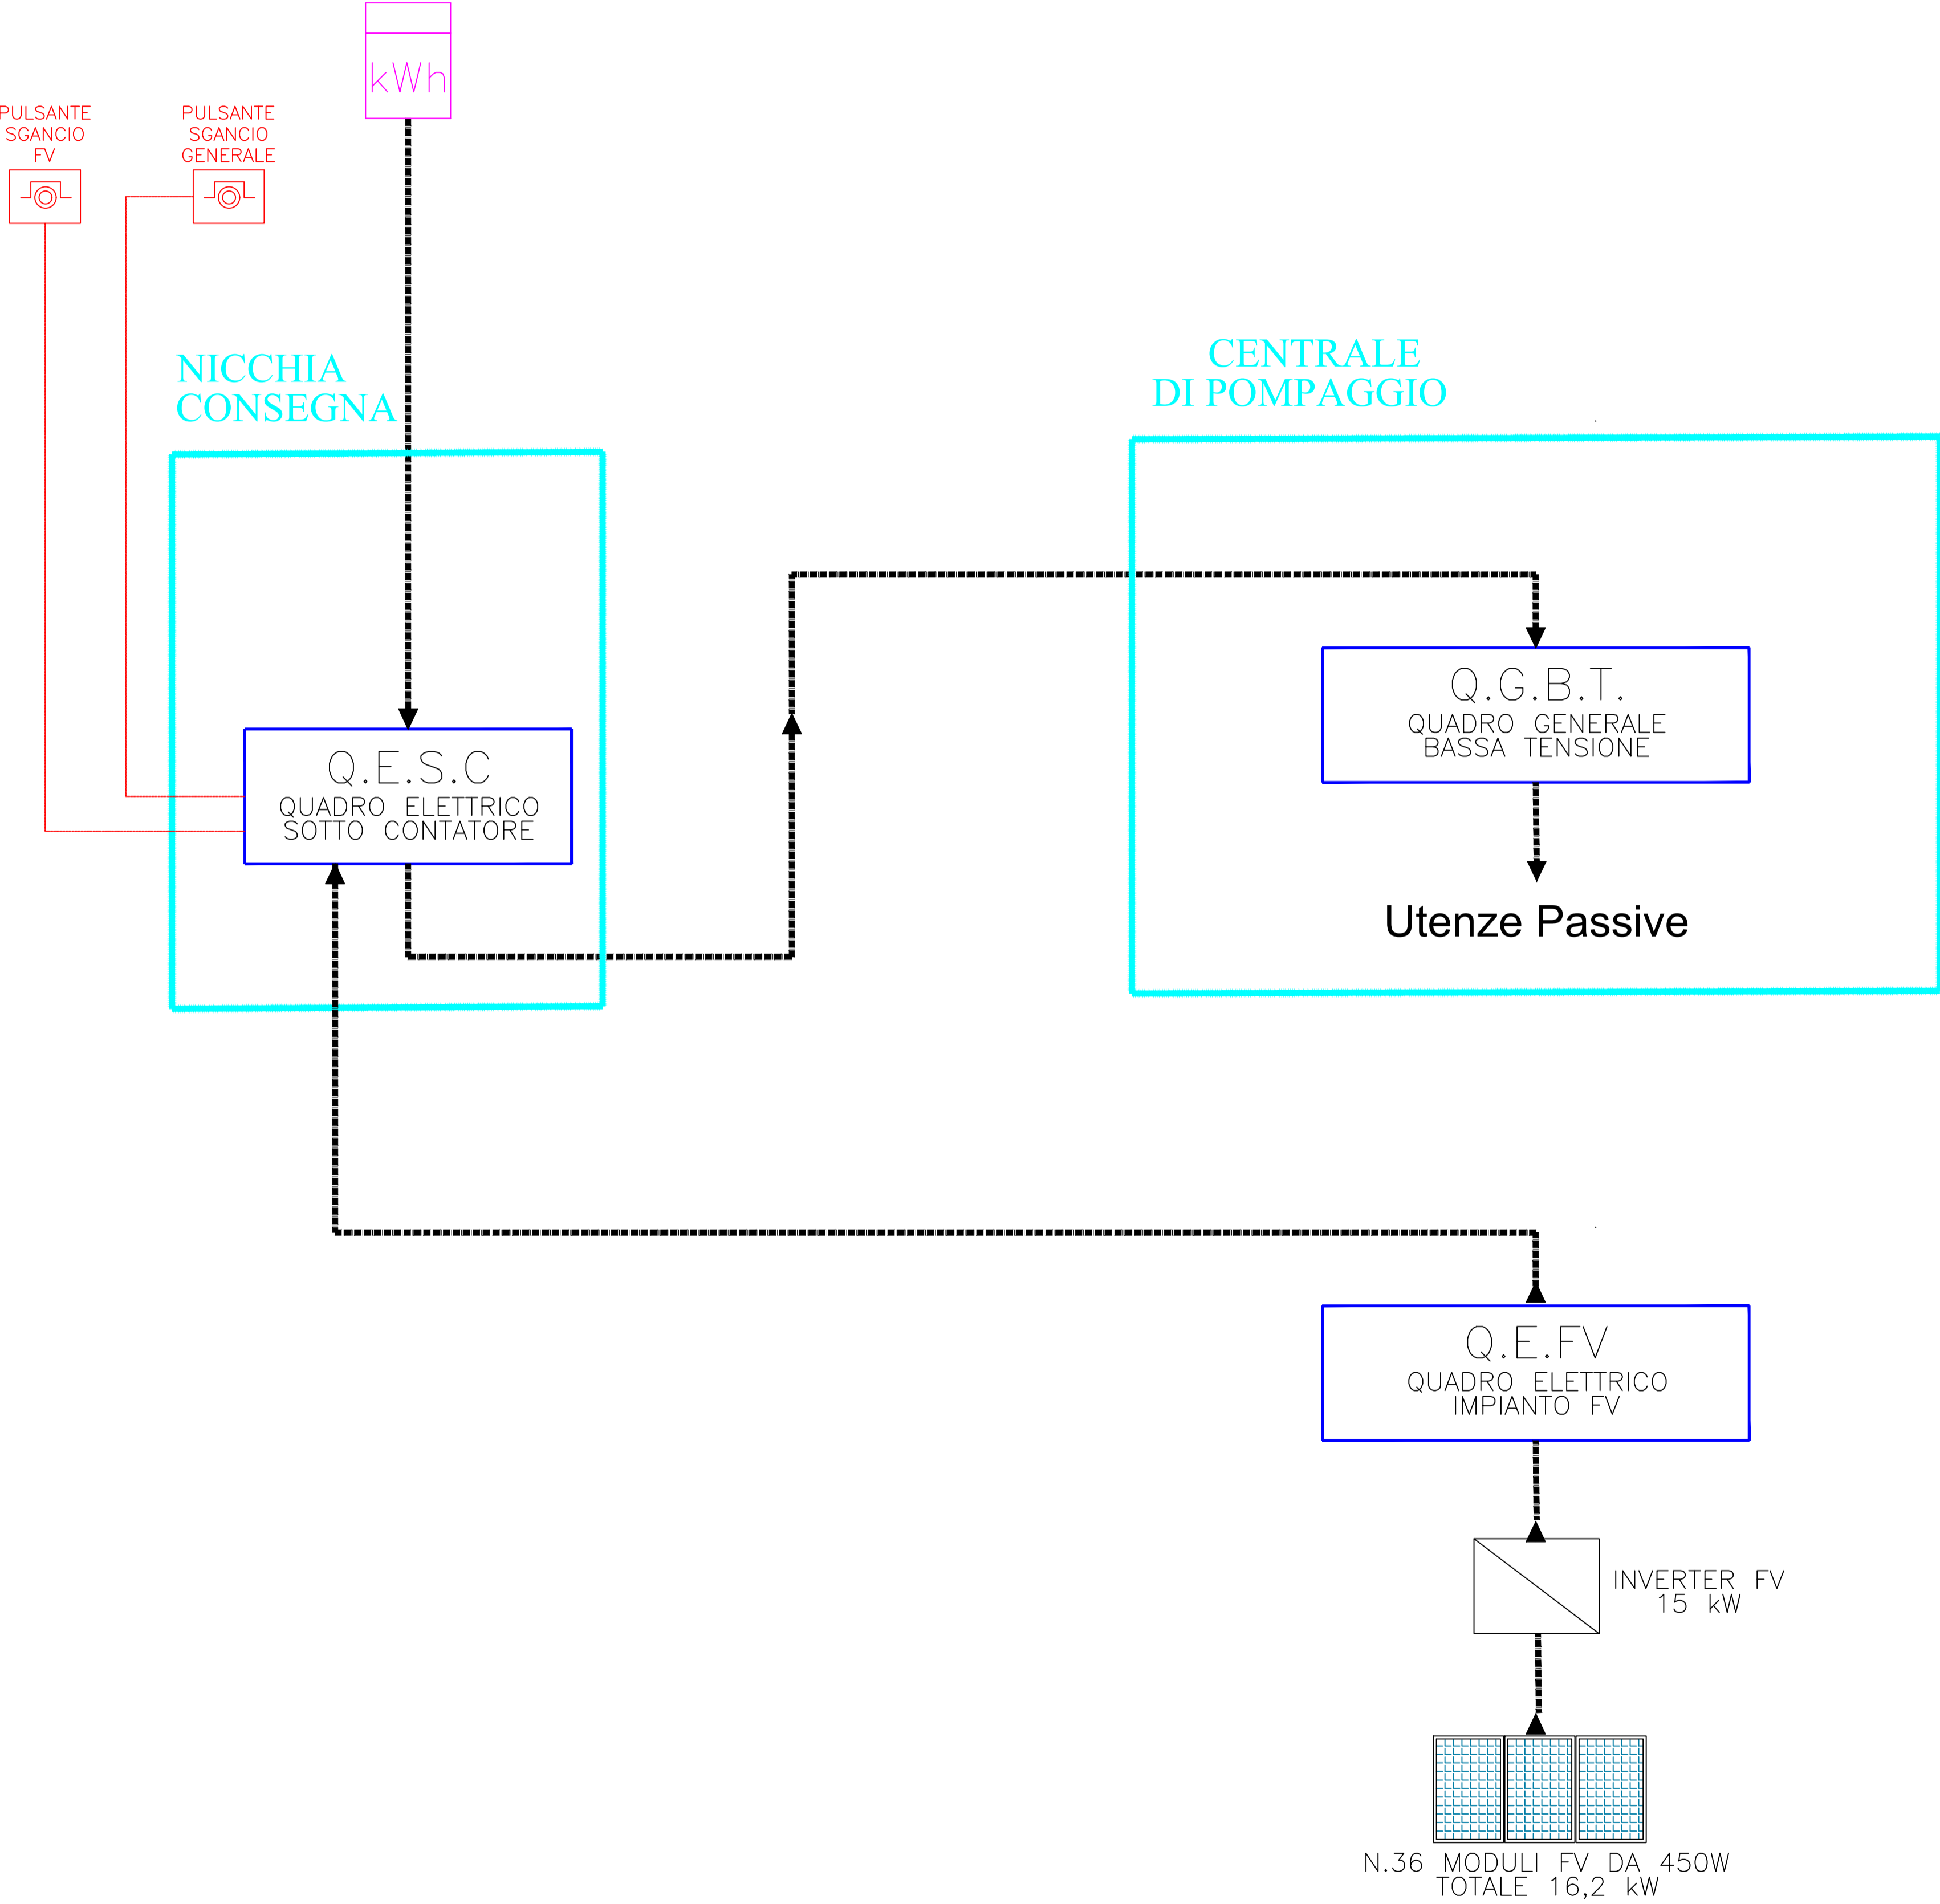 kWh
PULSANTE
SGANCIO
FV
PULSANTE
SGANCIO
GENERALE
NICCHIA
CONSEGNA
CENTRALE
DI POMPAGGIO
Q.E.S.C
QUADRO ELETTRICO
SOTTO CONTATORE
Q.G.B.T.
QUADRO GENERALE
BASSA TENSIONE
Utenze Passive
Q.E.FV
QUADRO ELETTRICO
IMPIANTO FV
INVERTER FV
15 kW
N.36 MODULI FV DA 450W
TOTALE 16,2 kW